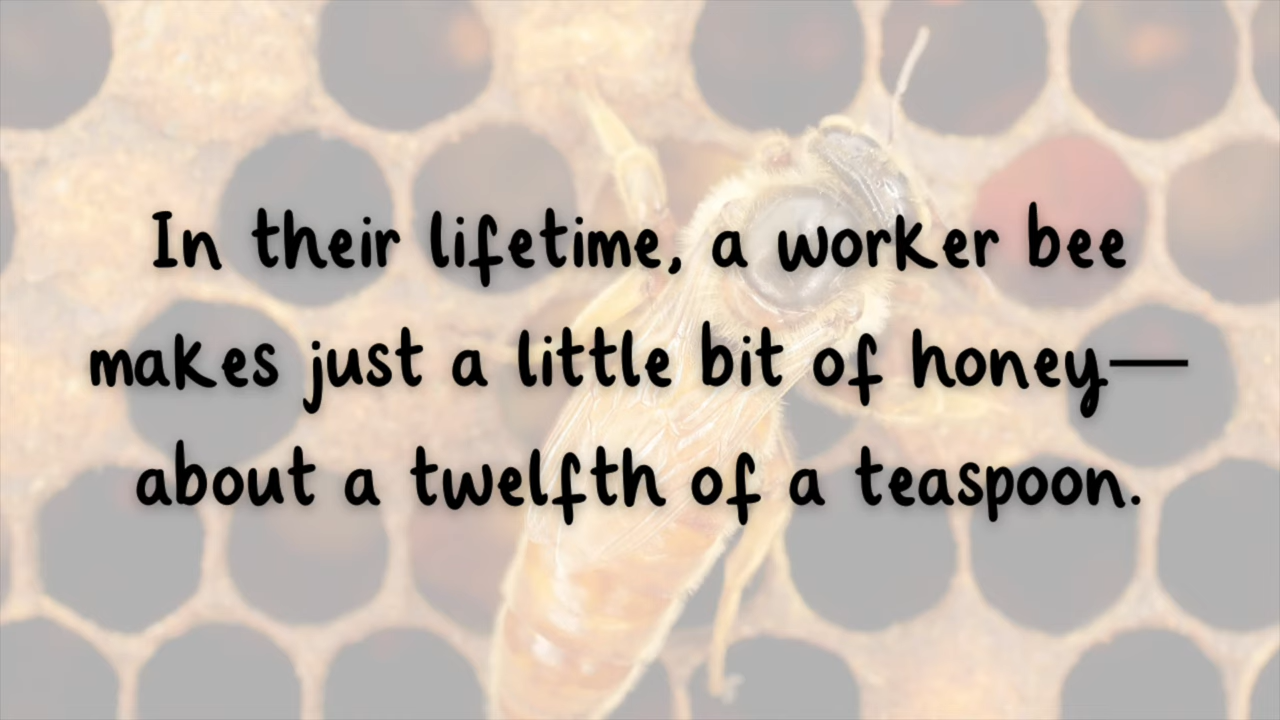 In their lifetime, a worker bee
makes just a little bit of honey—
about a twelfth of a teaspoon.